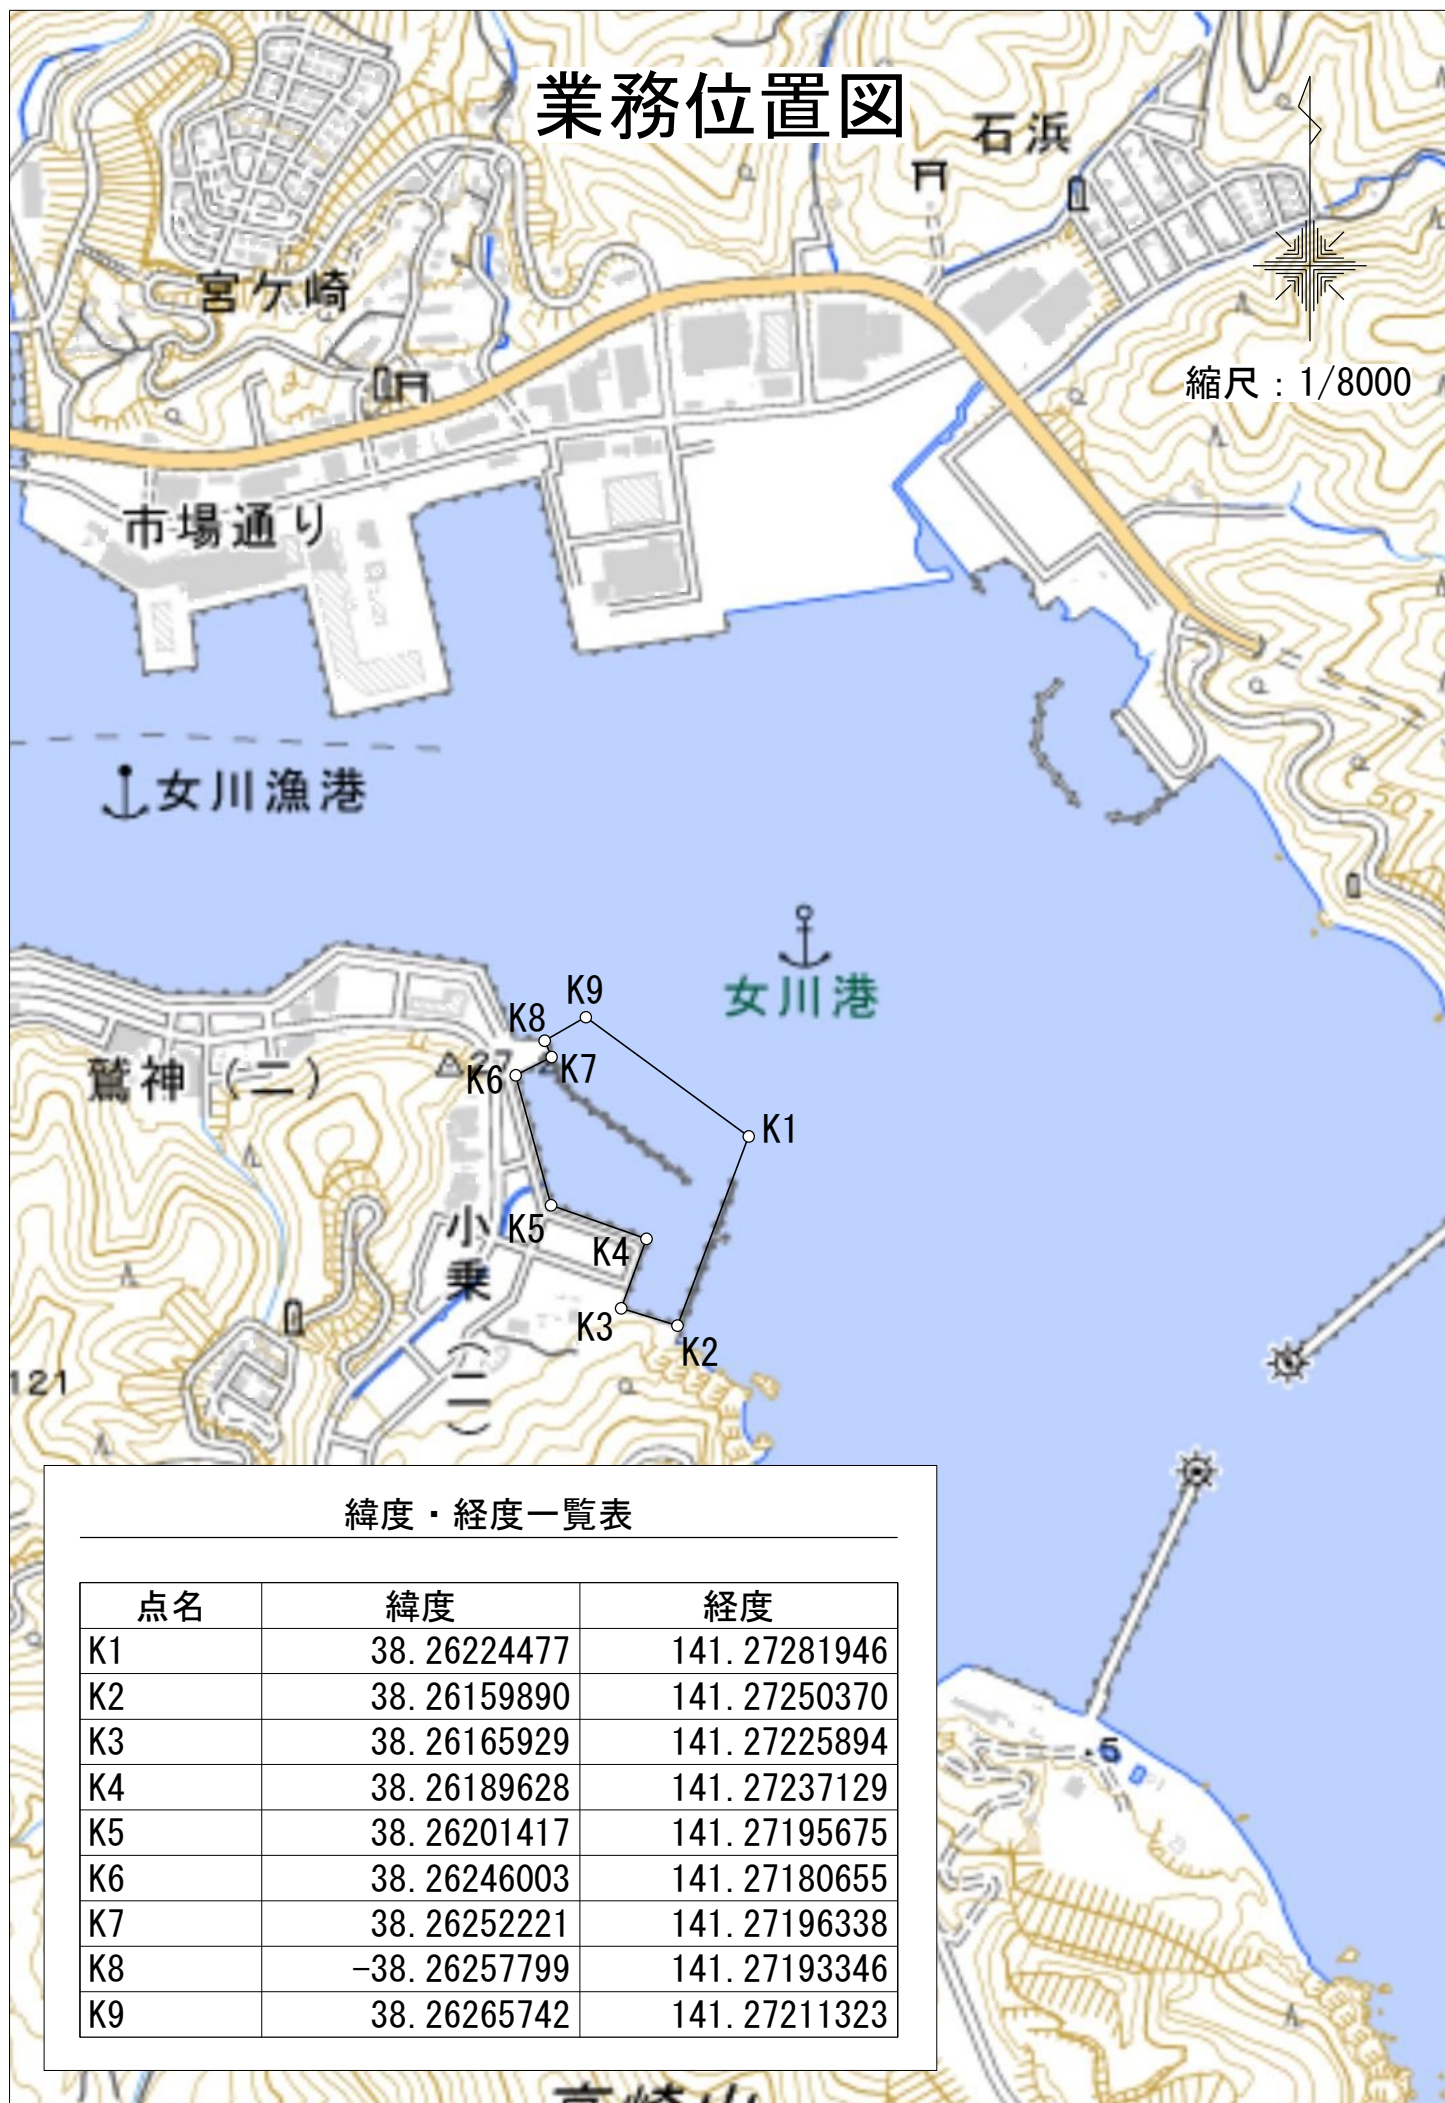 業務位置図
石浜
宮ケ崎
縮尺：1/8000
市場通り
女川漁港
501
女川港
K9
K8
K7
鷲神（二）
△27
K6
K1
K5
小乗（二）
K4
K3
K2
121
緯度・経度一覧表
点名 緯度 経度
K1 38.26224477 141.27281946
K2 38.26159890 141.27250370
K3 38.26165929 141.27225894
K4 38.26189628 141.27237129
K5 38.26201417 141.27195675
K6 38.26246003 141.27180655
K7 38.26252221 141.27196338
K8 -38.26257799 141.27193346
K9 38.26265742 141.27211323
.5